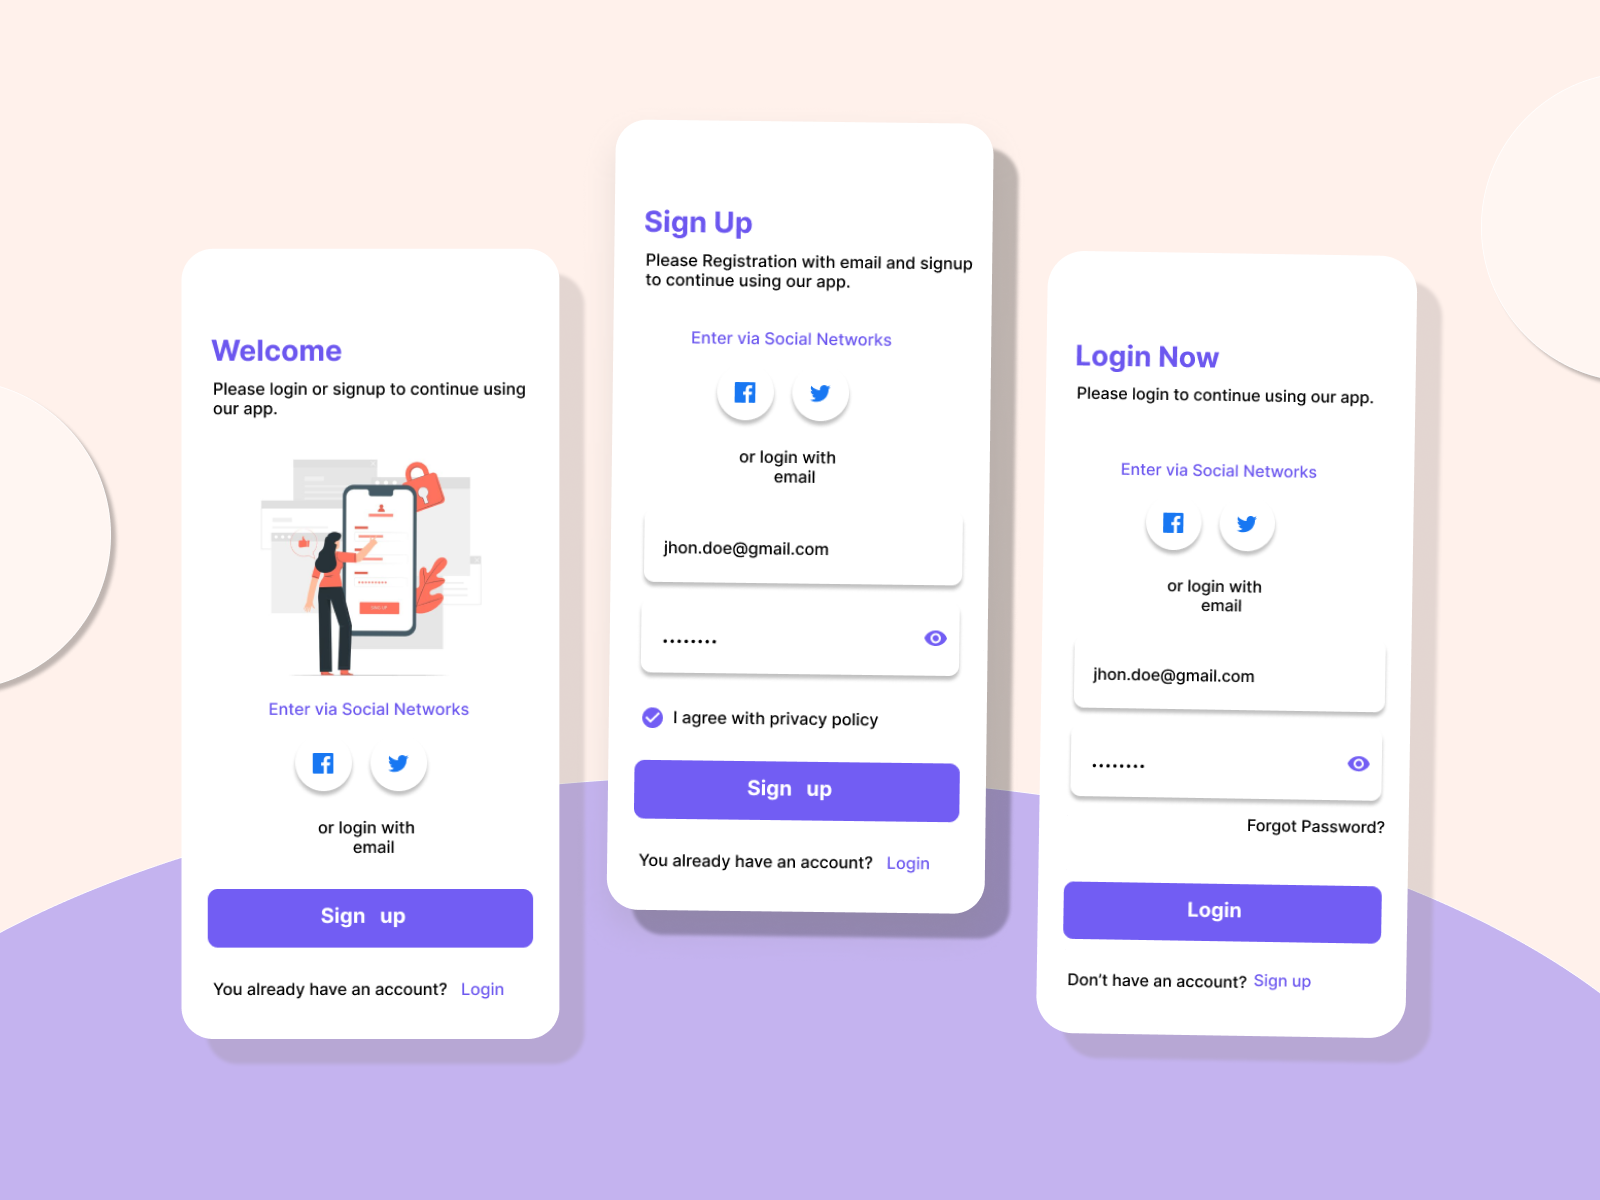 Welcome
Please login or signup to continue using
our app.
Enter via Social Networks
or login with
email
Sign up
You already have an account? Login
Sign Up
Please Registration with email and signup
to continue using our app.
Enter via Social Networks
or login with
email
jhon.doe@gmail.com
••••••••
I agree with privacy policy
Sign up
You already have an account? Login
Login Now
Please login to continue using our app.
Enter via Social Networks
or login with
email
jhon.doe@gmail.com
••••••••
Forgot Password?
Login
Don't have an account? Sign up